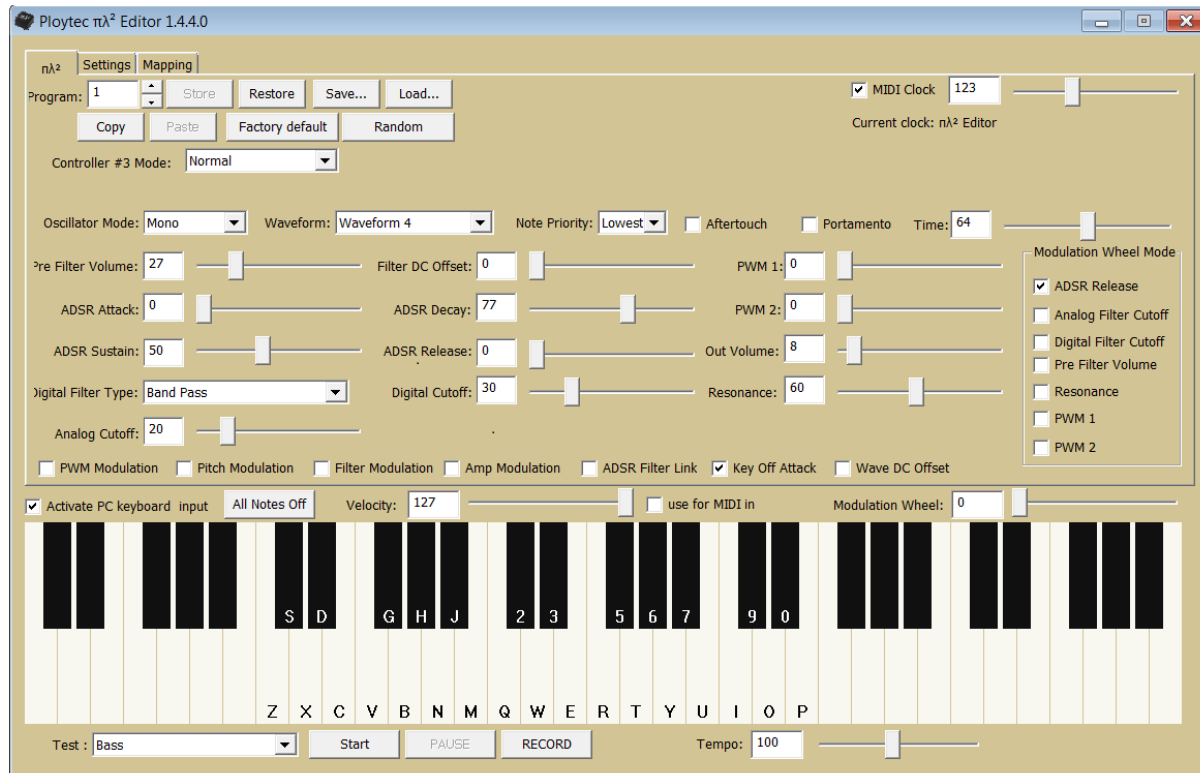 Ploytec πλ² Editor 1.4.4.0
πλ² Settings Mapping
Program: 1 Store Restore Save... Load... MIDI Clock 123
Copy Paste Factory default Random Current clock: πλ² Editor
Controller #3 Mode: Normal
Oscillator Mode: Mono Waveform: Waveform 4 Note Priority: Lowest Aftertouch Portamento Time: 64
Modulation Wheel Mode
Pre Filter Volume: 27 Filter DC Offset: 0 PWM 1: 0
ADSR Release
ADSR Attack: 0 ADSR Decay: 77 PWM 2: 0
Analog Filter Cutoff
Digital Filter Cutoff
ADSR Sustain: 50 ADSR Release: 0 Out Volume: 8
Pre Filter Volume
Digital Filter Type: Band Pass Digital Cutoff: 30 Resonance: 60
Resonance
PWM 1
Analog Cutoff: 20
PWM 2
PWM Modulation Pitch Modulation Filter Modulation Amp Modulation ADSR Filter Link Key Off Attack Wave DC Offset
Activate PC keyboard input All Notes Off Velocity: 127 use for MIDI in Modulation Wheel: 0
S D G H J 2 3 5 6 7 9 0
Z X C V B N M Q W E R T Y U I O P
Test : Bass Start PAUSE RECORD Tempo: 100